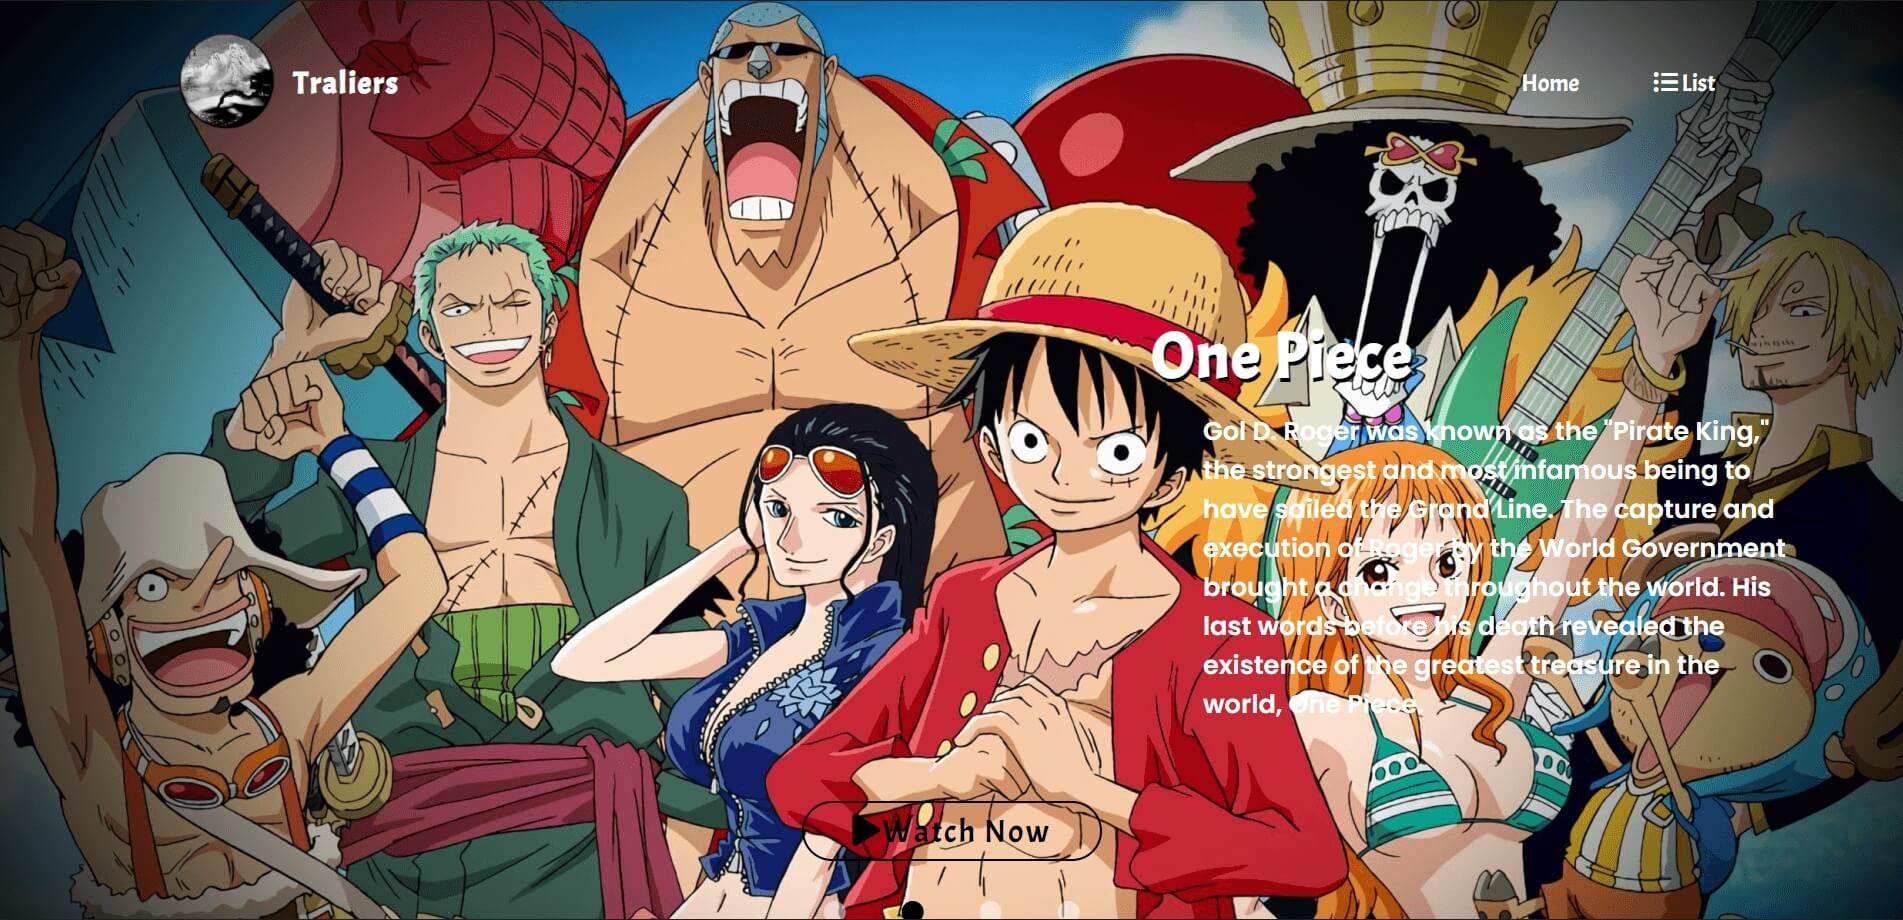 Traliers
Home
List
One Piece
Gol D. Roger was known as the "Pirate King,"
the strongest and most infamous being to
have sailed the Grand Line. The capture and
execution of Roger by the World Government
brought a change throughout the world. His
last words before his death revealed the
existence of the greatest treasure in the
world, One Piece.
Watch Now